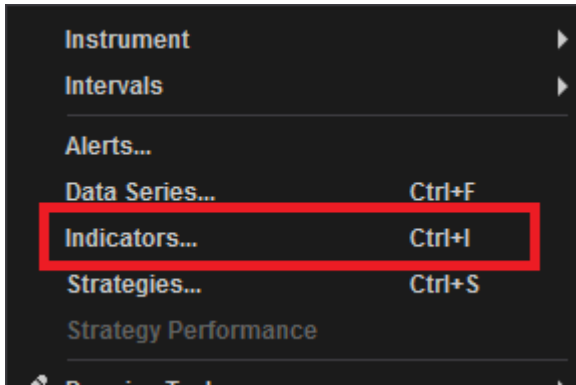 Instrument
Intervals
Alerts...
Data Series... Ctrl+F
Indicators... Ctrl+I
Strategies... Ctrl+S
Strategy Performance